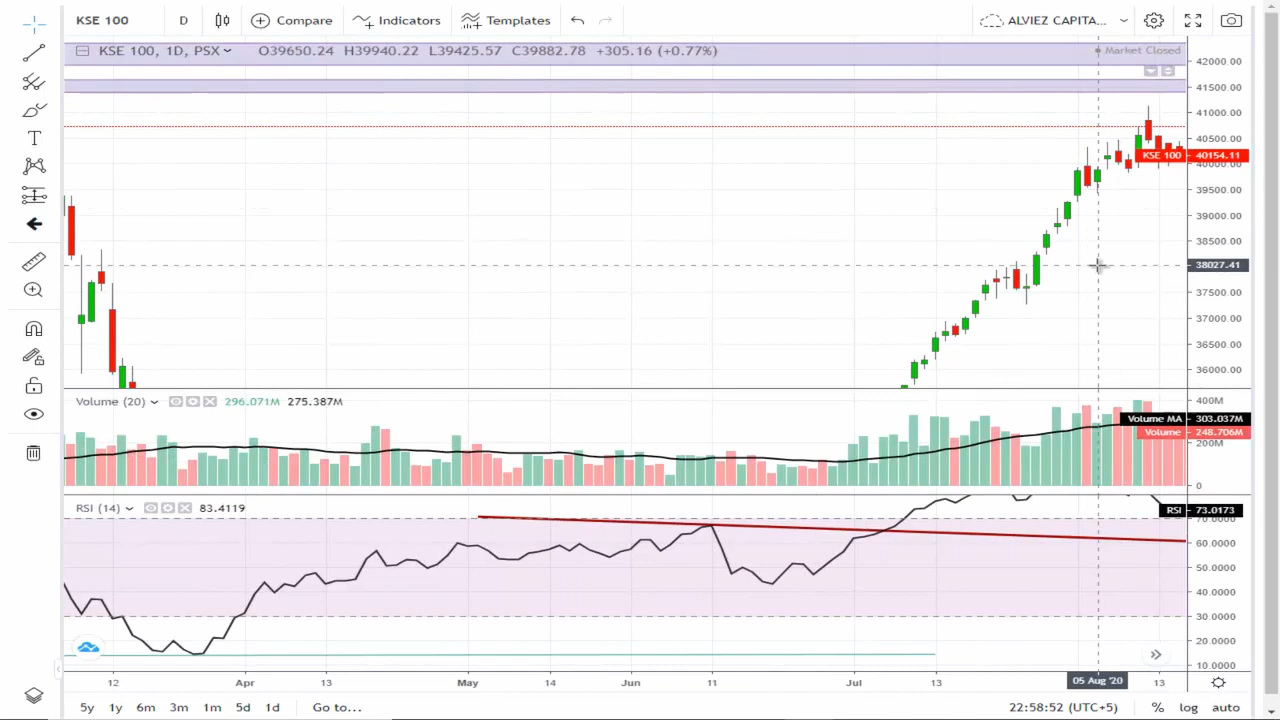 KSE 100 D Compare Indicators Templates ALVIEZ CAPITA...
KSE 100, 1D, PSX O39650.24 H39940.22 L39425.57 C39882.78 +305.16 (+0.77%) Market Closed
42000.00
41500.00
41000.00
40500.00
KSE 100 40154.11
39500.00
39000.00
38500.00
38027.41
37500.00
37000.00
36500.00
36000.00
Volume (20) 296.071M 275.387M 400M
Volume MA 303.037M
Volume 248.706M
200M
0
RSI (14) 83.4119 RSI 73.0173
70.0000
60.0000
50.0000
40.0000
30.0000
20.0000
10.0000
12 Apr 13 May 14 Jun 11 Jul 13 05 Aug '20 13
5y 1y 6m 3m 1m 5d 1d Go to... 22:58:52 (UTC+5) % log auto